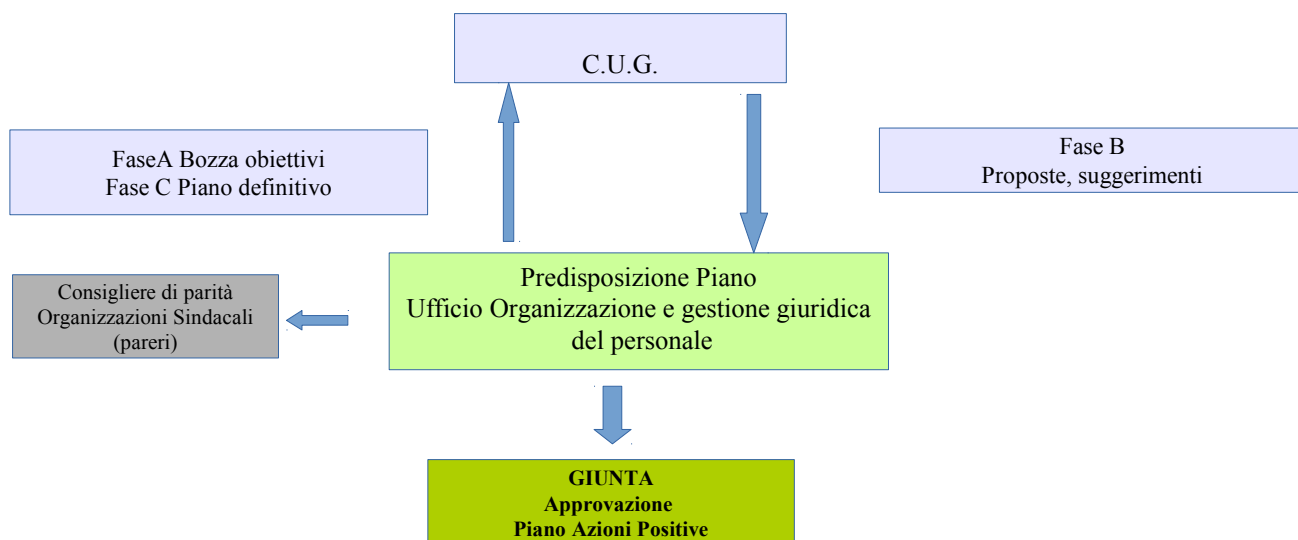 C.U.G.
FaseA Bozza obiettivi
Fase C Piano definitivo
Fase B
Proposte, suggerimenti
Predisposizione Piano
Ufficio Organizzazione e gestione giuridica
del personale
Consigliere di parità
Organizzazioni Sindacali
(pareri)
GIUNTA
Approvazione
Piano Azioni Positive